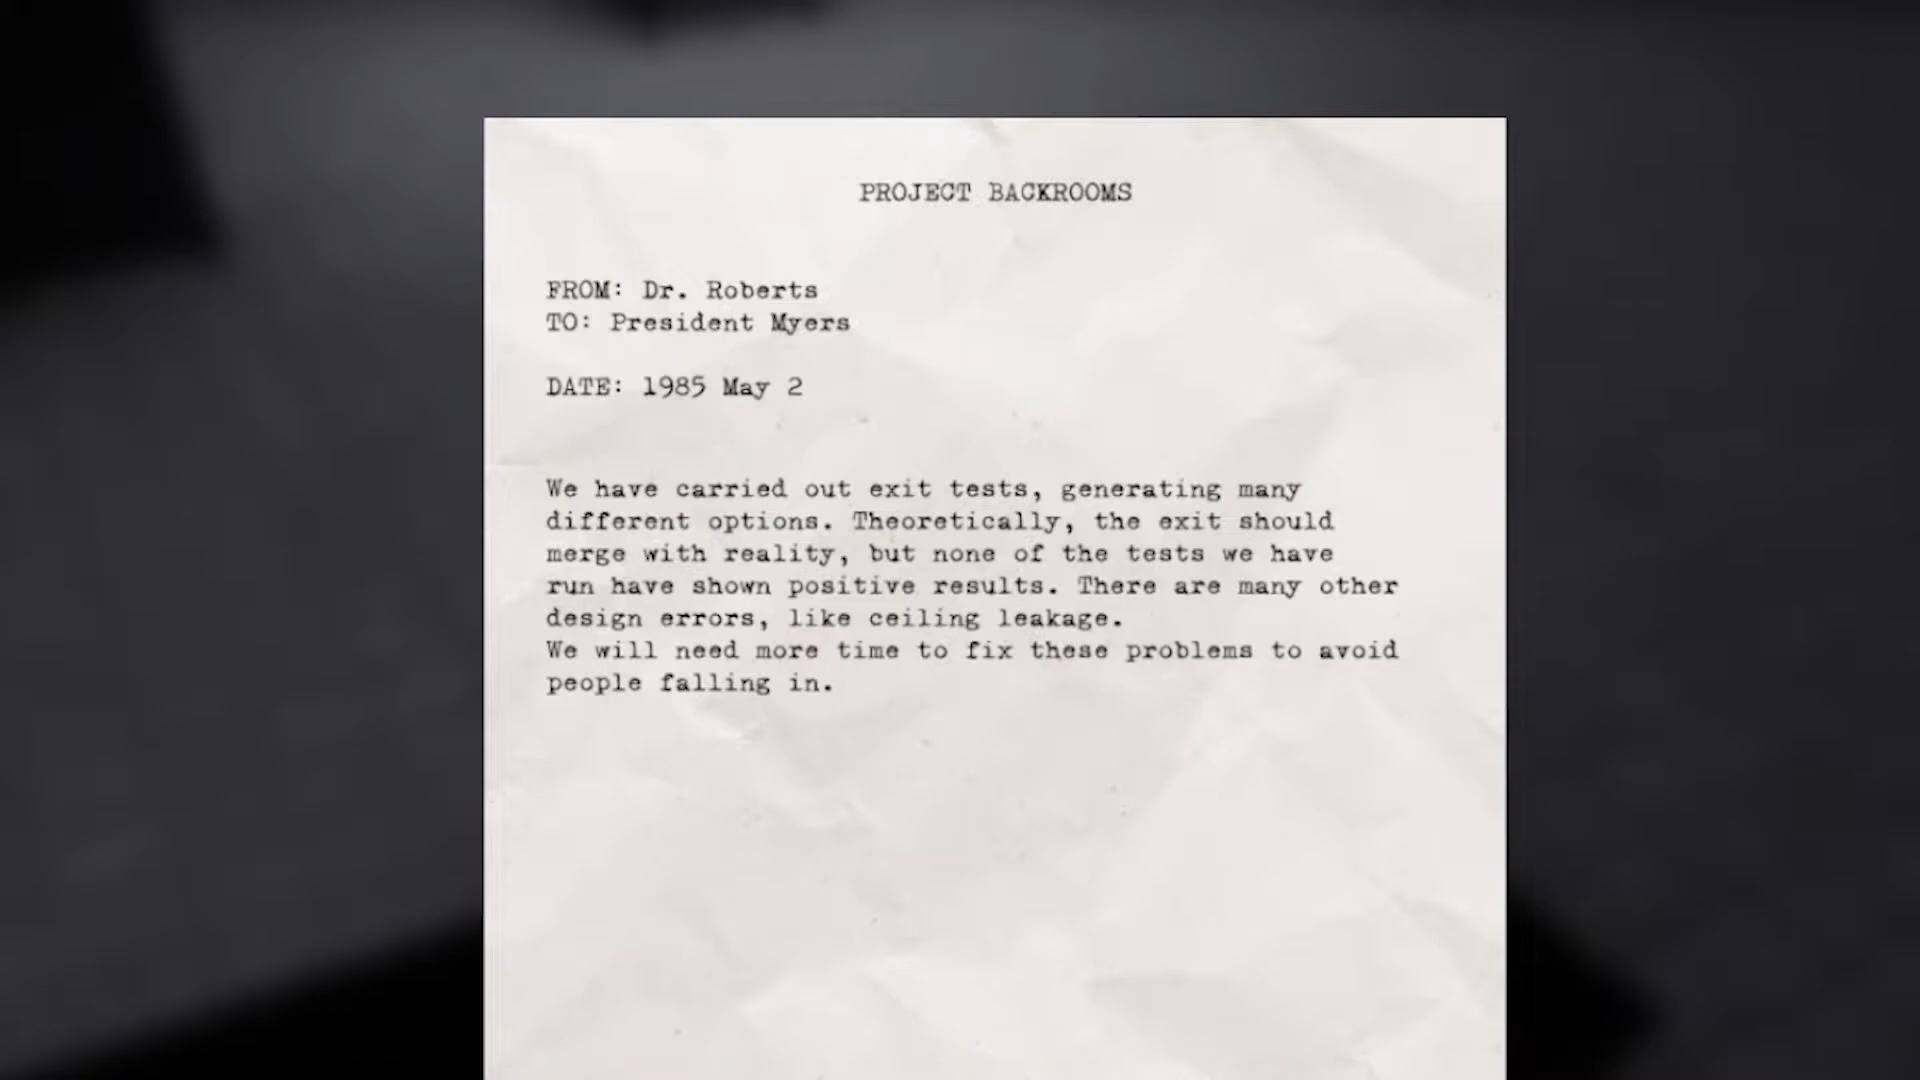 PROJECT BACKROOMS
FROM: Dr. Roberts
TO: President Myers
DATE: 1985 May 2
We have carried out exit tests, generating many
different options. Theoretically, the exit should
merge with reality, but none of the tests we have
run have shown positive results. There are many other
design errors, like ceiling leakage.
We will need more time to fix these problems to avoid
people falling in.